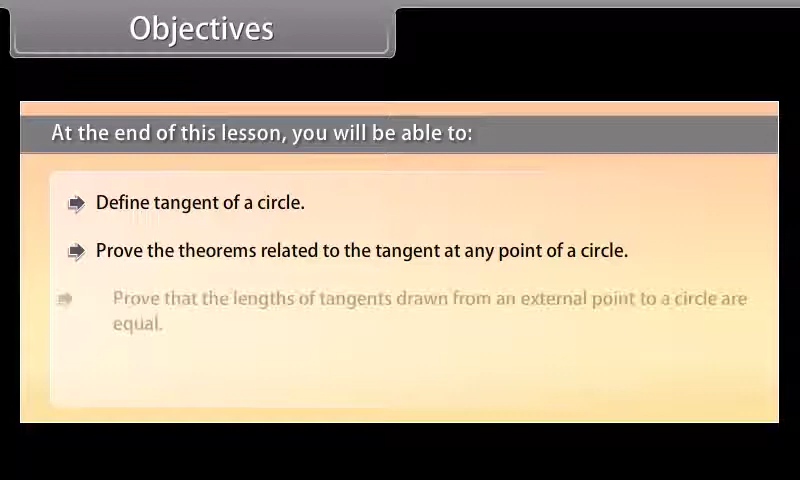 Objectives
At the end of this lesson, you will be able to:
Define tangent of a circle.
Prove the theorems related to the tangent at any point of a circle.
Prove that the lengths of tangents drawn from an external point to a circle are
equal.